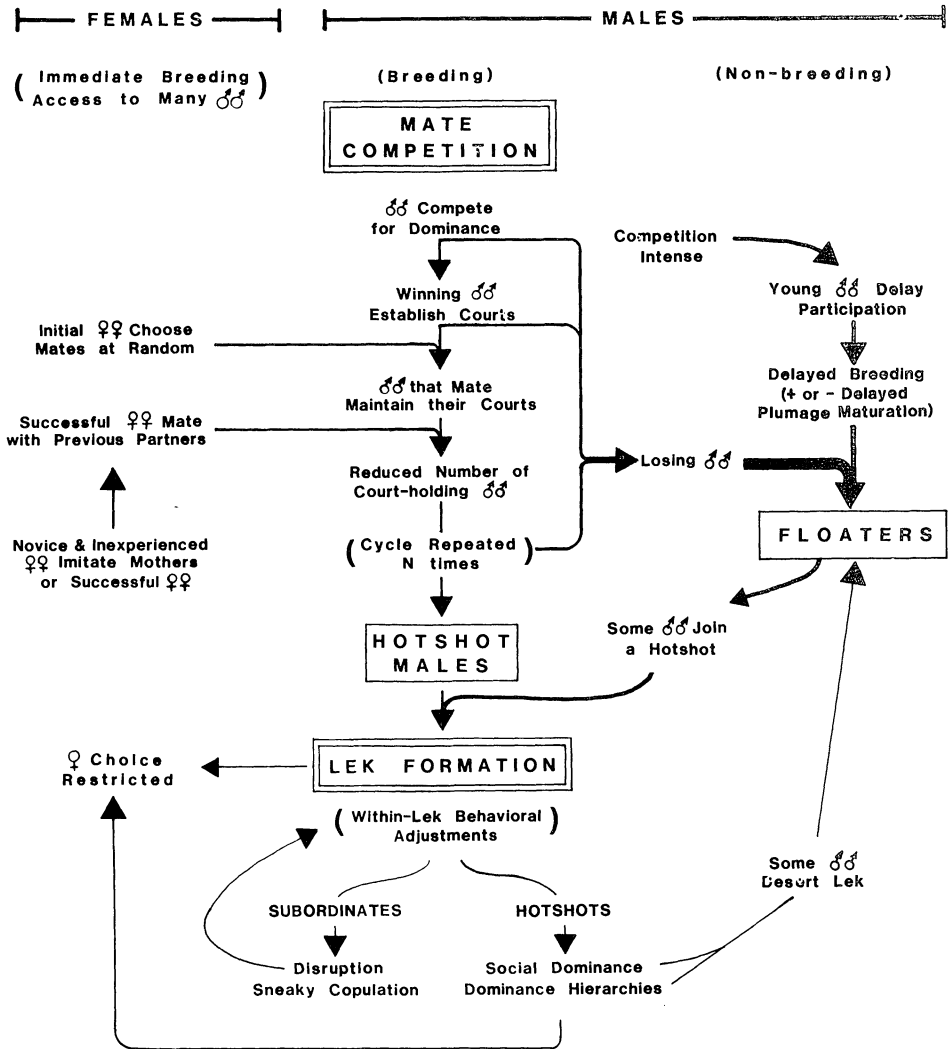 FEMALES
MALES
(Immediate Breeding
Access to Many ♂♂)
(Breeding)
(Non-breeding)
MATE
COMPETITION
♂♂ Compete
for Dominance
Competition
Intense
Winning ♂♂
Establish Courts
Young ♂♂ Delay
Participation
Initial ♀♀ Choose
Mates at Random
♂♂ that Mate
Maintain their Courts
Delayed Breeding
(+ or - Delayed
Plumage Maturation)
Successful ♀♀ Mate
with Previous Partners
Reduced Number of
Court-holding ♂♂
Losing ♂♂
Novice & Inexperienced
♀♀ Imitate Mothers
or Successful ♀♀
(Cycle Repeated
N times)
FLOATERS
HOTSHOT
MALES
Some ♂♂ Join
a Hotshot
♀ Choice
Restricted
LEK FORMATION
(Within-Lek Behavioral
Adjustments)
Some ♂♂
Desert Lek
SUBORDINATES
HOTSHOTS
Disruption
Sneaky Copulation
Social Dominance
Dominance Hierarchies